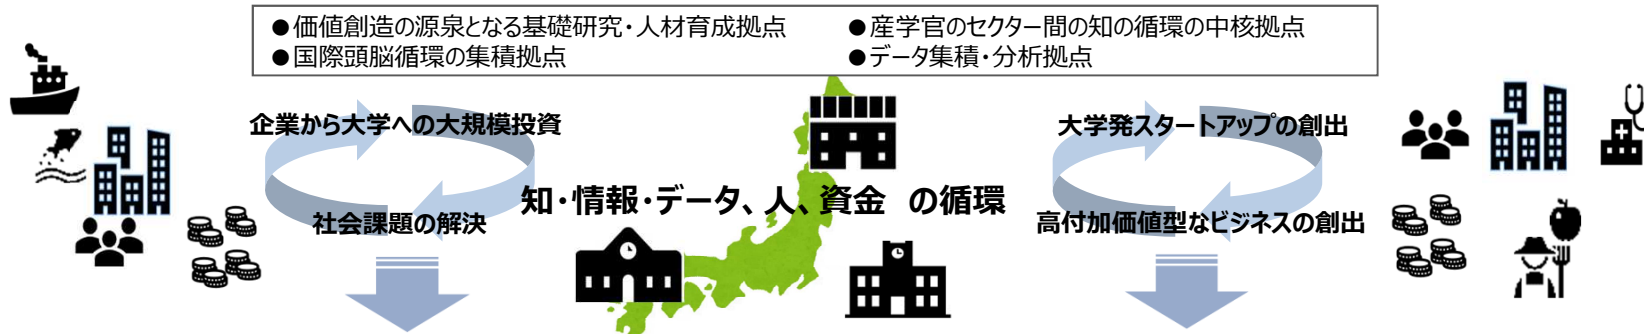 ●価値創造の源泉となる基礎研究・人材育成拠点
●産学官のセクター間の知の循環の中核拠点
●国際頭脳循環の集積拠点
●データ集積・分析拠点
企業から大学への大規模投資
大学発スタートアップの創出
知・情報・データ、人、資金　の循環
社会課題の解決
高付加価値型なビジネスの創出